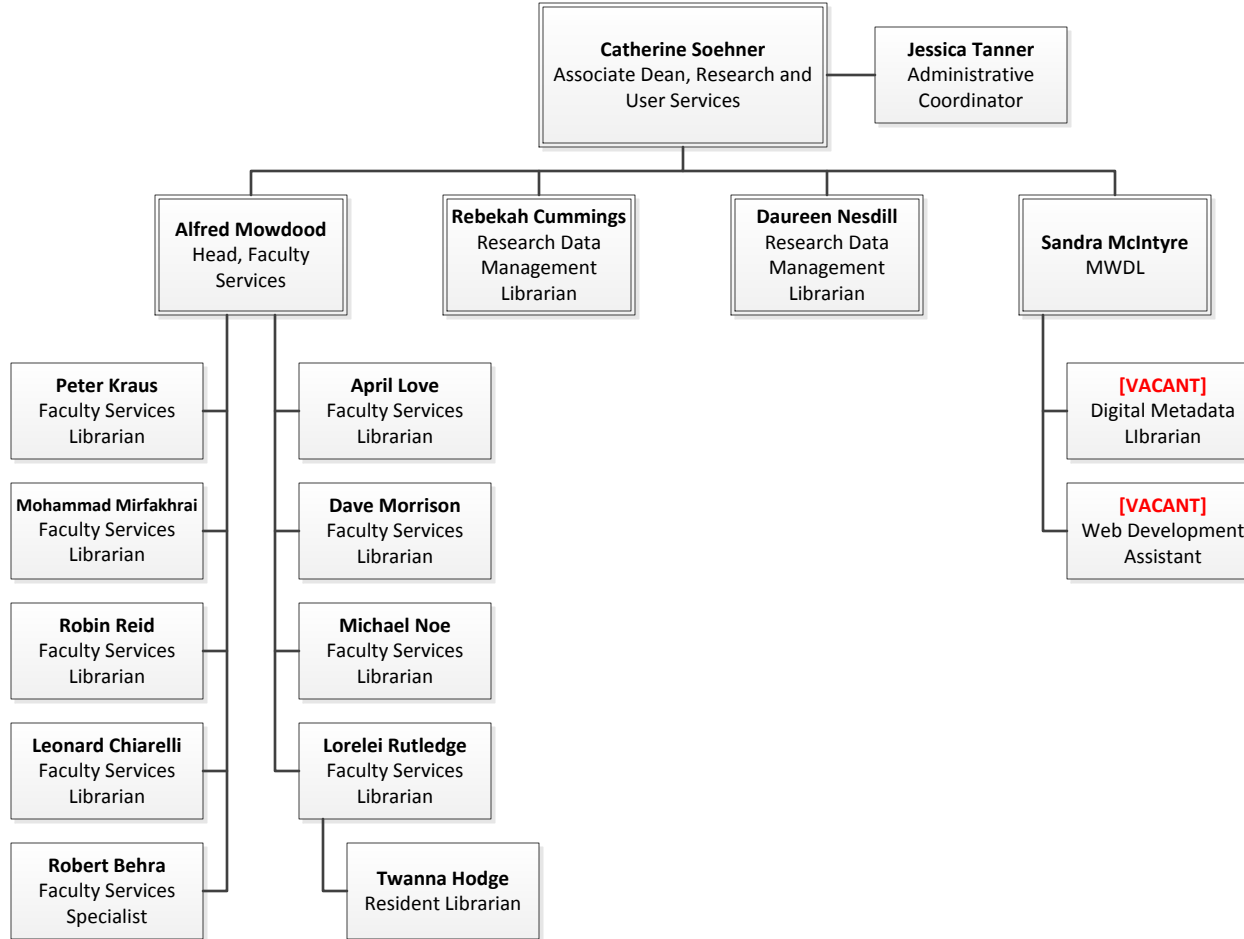 Catherine Soehner
Associate Dean, Research and
User Services
Jessica Tanner
Administrative
Coordinator
Alfred Mowdood
Head, Faculty
Services
Rebekah Cummings
Research Data
Management
Librarian
Daureen Nesdill
Research Data
Management
Librarian
Sandra McIntyre
MWDL
Peter Kraus
Faculty Services
Librarian
April Love
Faculty Services
Librarian
[VACANT]
Digital Metadata
LIbrarian
Mohammad Mirfakhrai
Faculty Services
Librarian
Dave Morrison
Faculty Services
Librarian
[VACANT]
Web Development
Assistant
Robin Reid
Faculty Services
Librarian
Michael Noe
Faculty Services
Librarian
Leonard Chiarelli
Faculty Services
Librarian
Lorelei Rutledge
Faculty Services
Librarian
Robert Behra
Faculty Services
Specialist
Twanna Hodge
Resident Librarian